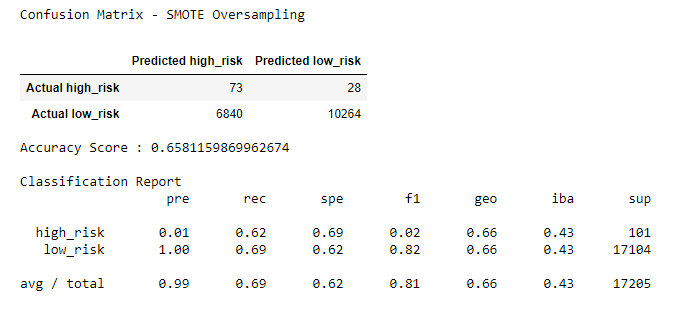 Confusion Matrix - SMOTE Oversampling
Predicted high_risk Predicted low_risk
Actual high_risk 73 28
Actual low_risk 6840 10264
Accuracy Score : 0.6581159869962674
Classification Report
pre rec spe f1 geo iba sup
high_risk 0.01 0.62 0.69 0.02 0.66 0.43 101
low_risk 1.00 0.69 0.62 0.82 0.66 0.43 17104
avg / total 0.99 0.69 0.62 0.81 0.66 0.43 17205